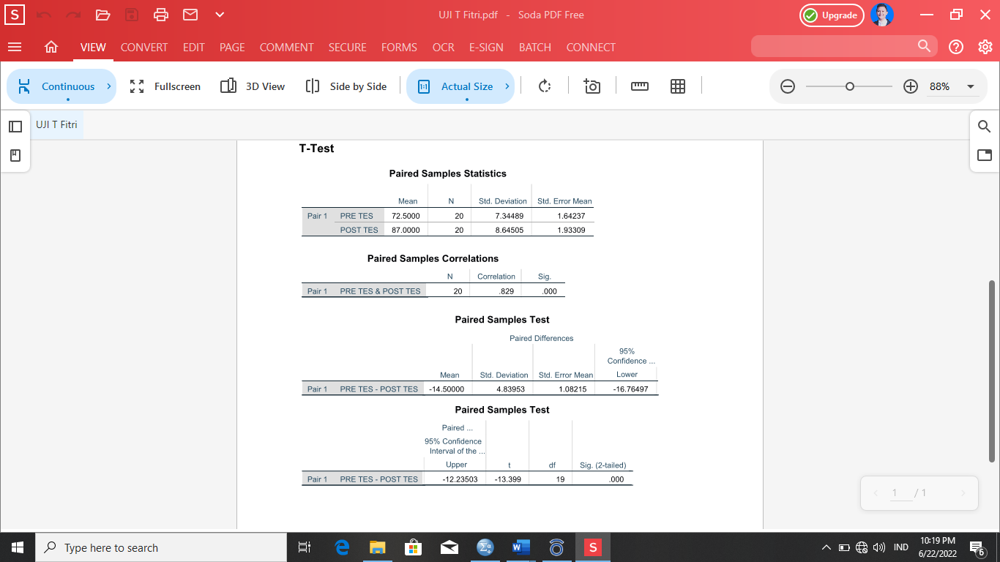 S
UJI T Fitri.pdf - Soda PDF Free
Upgrade
VIEW CONVERT EDIT PAGE COMMENT SECURE FORMS OCR E-SIGN BATCH CONNECT
Continuous
Fullscreen
3D View
Side by Side
1:1 Actual Size
88%
UJI T Fitri
T-Test
Paired Samples Statistics
Mean N Std. Deviation Std. Error Mean
Pair 1 PRE TES 72.5000 20 7.34489 1.64237
POST TES 87.0000 20 8.64505 1.93309
Paired Samples Correlations
N Correlation Sig.
Pair 1 PRE TES & POST TES 20 .829 .000
Paired Samples Test
Paired Differences
95%
Confidence ...
Mean Std. Deviation Std. Error Mean Lower
Pair 1 PRE TES - POST TES -14.50000 4.83953 1.08215 -16.76497
Paired Samples Test
Paired ...
95% Confidence
Interval of the ...
Upper t df Sig. (2-tailed)
Pair 1 PRE TES - POST TES -12.23503 -13.399 19 .000
1 / 1
Type here to search
S
IND
10:19 PM
6/22/2022
6